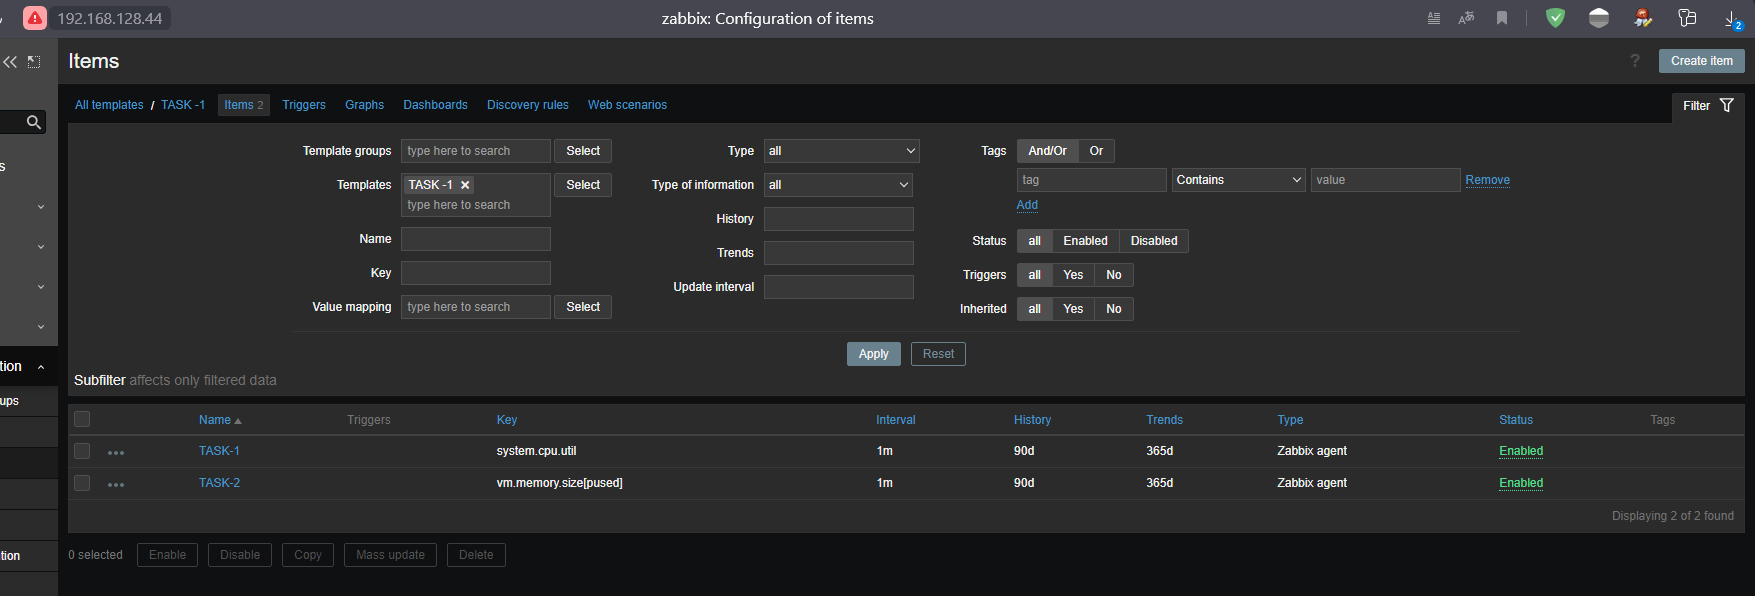 192.168.128.44 zabbix: Configuration of items 2
Items ? Create item
All templates / TASK -1 Items 2 Triggers Graphs Dashboards Discovery rules Web scenarios Filter
Template groups type here to search Select Type all Tags And/Or Or
Templates TASK -1 × Select Type of information all tag Contains value Remove
type here to search Add
History
Name Status all Enabled Disabled
Trends
Key Triggers all Yes No
Update interval
Value mapping type here to search Select Inherited all Yes No
Apply Reset
Subfilter affects only filtered data
Name Triggers Key Interval History Trends Type Status Tags
TASK-1 system.cpu.util 1m 90d 365d Zabbix agent Enabled
TASK-2 vm.memory.size[pused] 1m 90d 365d Zabbix agent Enabled
Displaying 2 of 2 found
0 selected Enable Disable Copy Mass update Delete
s
tion
ups
tion